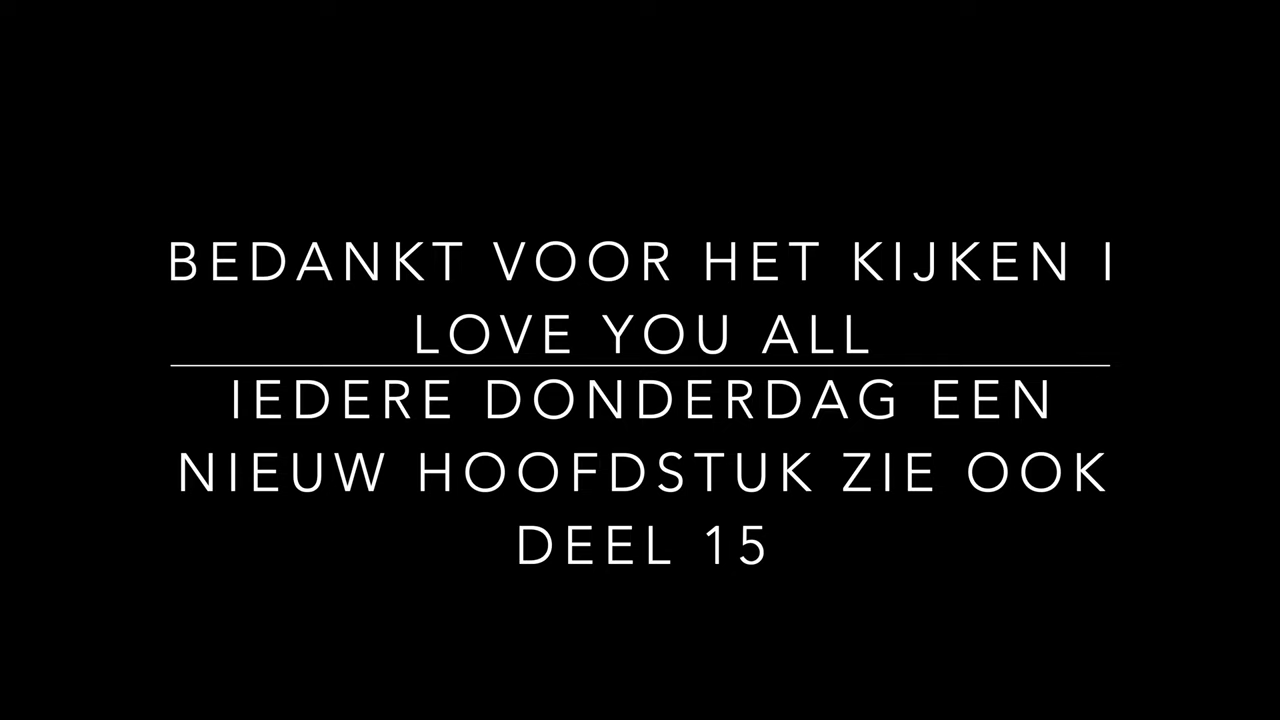 BEDANKT VOOR HET KIJKEN I
LOVE YOU ALL
IEDERE DONDERDAG EEN
NIEUW HOOFDSTUK ZIE OOK
DEEL 15